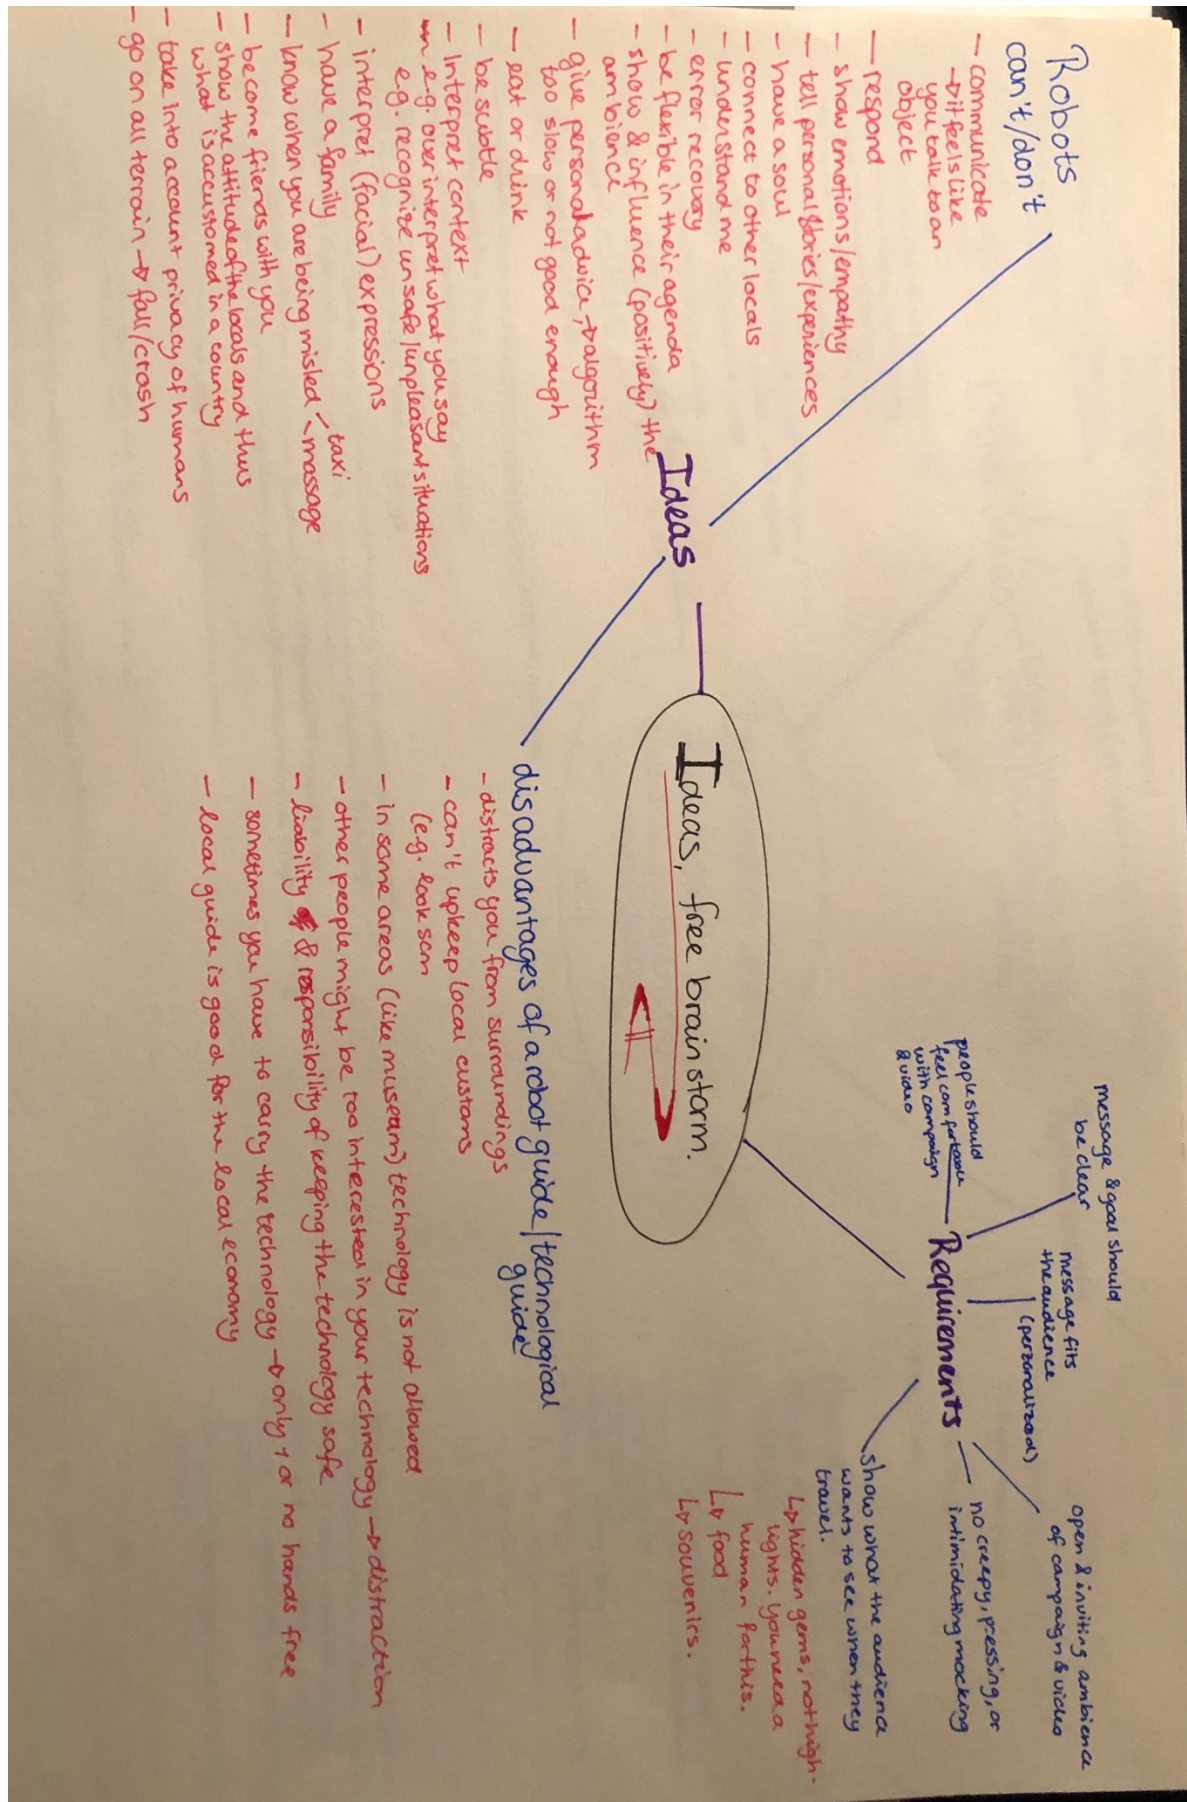 Robots
can't/don't
- communicate
→ it feels like
you talk to an
object
- respond
- show emotions/empathy
- tell personal stories/experiences
- have a soul
- connect to other locals
- understand me
- error recovery
- be flexible in their agenda
- show & influence (positively) the
ambience
- give personal advice, → algorithm
too slow or not good enough
- eat or drink
- be subtle
- Interpret context
e.g. over interpret what you say
e.g. recognize unsafe/unpleasant situations
- interpret (facial) expressions
- have a family
- know when you are being misled < massage
taxi
- become friends with you
- show the attitude of the locals and thus
what is accustomed in a country
- take into account privacy of humans
- go on all terrain → fall/crash
Ideas
Ideas, free brainstorm.
disadvantages of a robot guide/technological
guide
- distracts you from surroundings
- can't upkeep local customs
(e.g. look
- in some areas (like museam) technology is not allowed
- other people might be too interested in your technology → distraction
- liability & responsibility of keeping the technology safe
- sometimes you have to carry the technology → only 1 or no hands free
- local guide is good for the local economy
Requirements
message & goal should
be clear
people should
feel comfortable
with campaign
& video
message fits
the audience
(personalized)
open & inviting ambience
of campaign & video
no creepy, pressing, or
intimidating mocking
show what the audience
wants to see when they
travel.
↳ hidden gems, not high-
lights. you need a
human for this.
↳ food
↳ souvenirs.